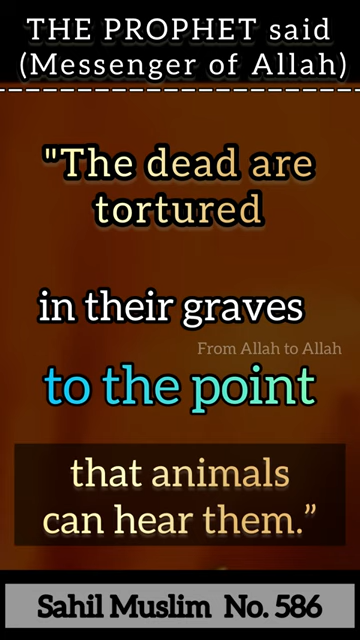 THE PROPHET said
(Messenger of Allah)
"The dead are
tortured
in their graves
From Allah to Allah
to the point
that animals
can hear them.”
Sahil Muslim No. 586